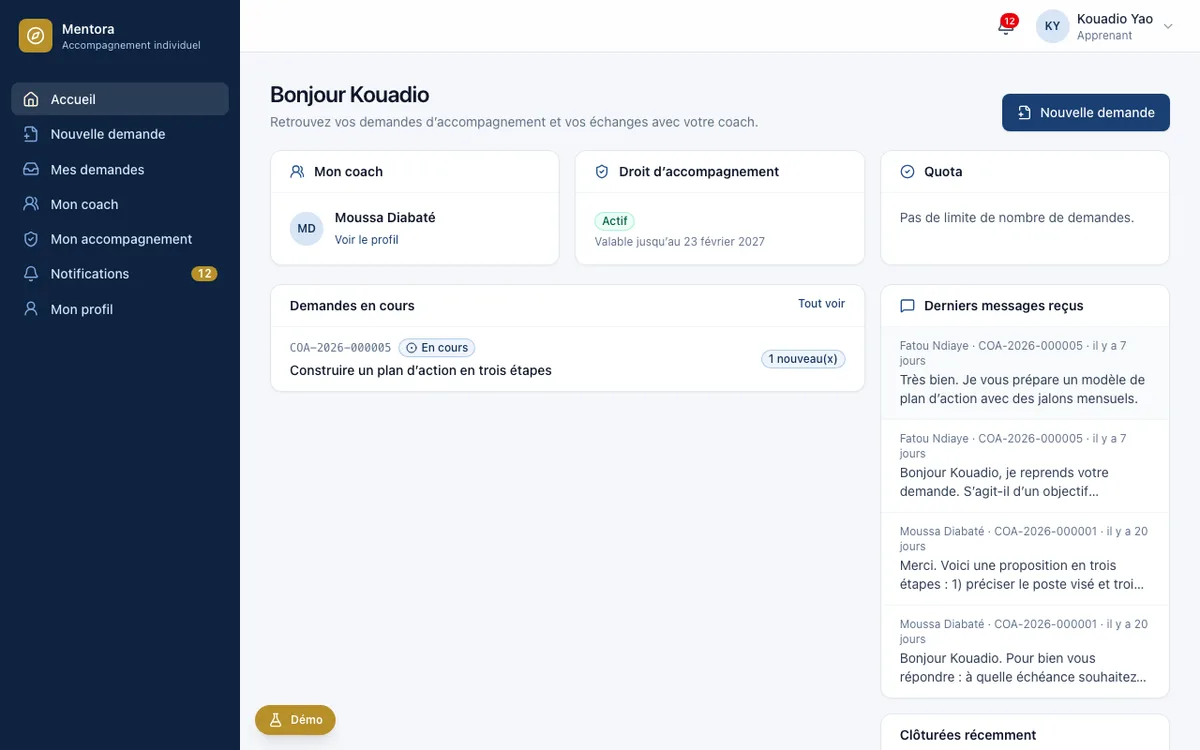 Mentora
Accompagnement individuel
Accueil
Nouvelle demande
Mes demandes
Mon coach
Mon accompagnement
Notifications 12
Mon profil
12
KY
Kouadio Yao
Apprenant
Bonjour Kouadio
Retrouvez vos demandes d’accompagnement et vos échanges avec votre coach.
Nouvelle demande
Mon coach
MD
Moussa Diabaté
Voir le profil
Droit d’accompagnement
Actif
Valable jusqu’au 23 février 2027
Quota
Pas de limite de nombre de demandes.
Demandes en cours
Tout voir
COA-2026-000005 En cours
Construire un plan d’action en trois étapes
1 nouveau(x)
Derniers messages reçus
Fatou Ndiaye · COA-2026-000005 · il y a 7
jours
Très bien. Je vous prépare un modèle de
plan d’action avec des jalons mensuels.
Fatou Ndiaye · COA-2026-000005 · il y a 7
jours
Bonjour Kouadio, je reprends votre
demande. S’agit-il d’un objectif…
Moussa Diabaté · COA-2026-000001 · il y a 20
jours
Merci. Voici une proposition en trois
étapes : 1) préciser le poste visé et troi…
Moussa Diabaté · COA-2026-000001 · il y a 20
jours
Bonjour Kouadio. Pour bien vous
répondre : à quelle échéance souhaitez…
Clôturées récemment
Démo